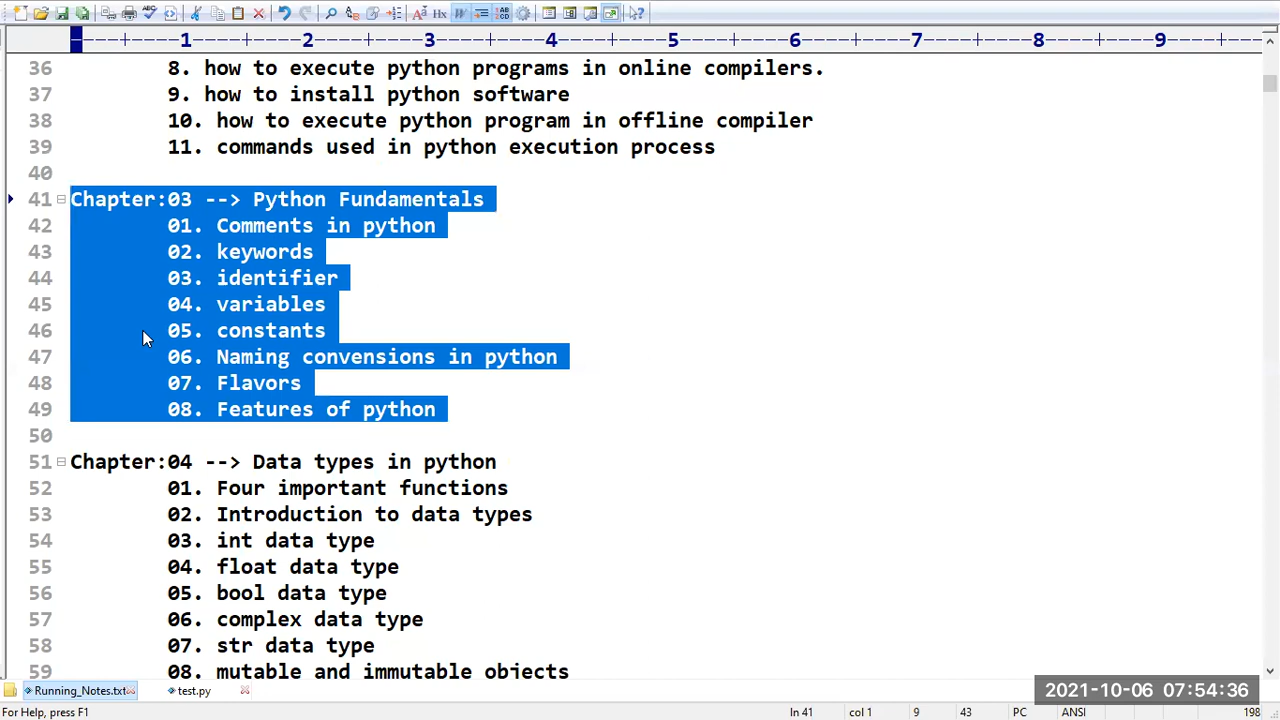 1 2 3 4 5 6 7 8 9
36 8. how to execute python programs in online compilers.
37 9. how to install python software
38 10. how to execute python program in offline compiler
39 11. commands used in python execution process
40
41 Chapter:03 --> Python Fundamentals
42 01. Comments in python
43 02. keywords
44 03. identifier
45 04. variables
46 05. constants
47 06. Naming convensions in python
48 07. Flavors
49 08. Features of python
50
51 Chapter:04 --> Data types in python
52 01. Four important functions
53 02. Introduction to data types
54 03. int data type
55 04. float data type
56 05. bool data type
57 06. complex data type
58 07. str data type
59 08. mutable and immutable objects
Running_Notes.txt test.py
2021-10-06 07:54:36
For Help, press F1 ln 41 col 1 9 43 PC ANSI 198